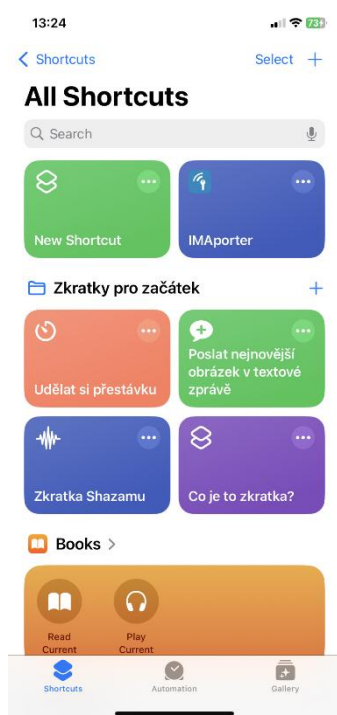 13:24
73
Shortcuts
Select
All Shortcuts
Search
New Shortcut
IMAporter
Zkratky pro začátek
Udělat si přestávku
Poslat nejnovější
obrázek v textové
zprávě
Zkratka Shazamu
Co je to zkratka?
Books
Read
Current
Play
Current
Shortcuts
Automation
Gallery